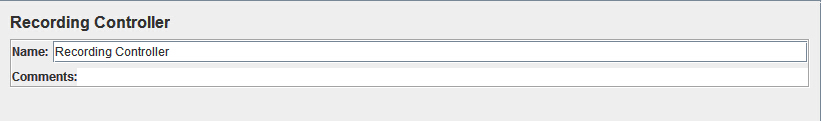 Recording Controller
Name: Recording Controller
Comments: